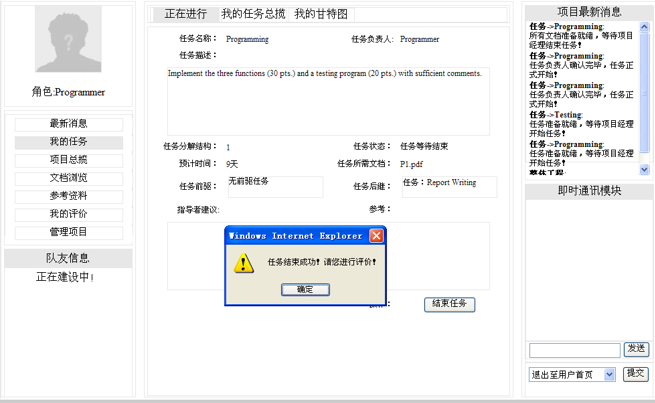 角色:Programmer
最新消息
我的任务
项目总揽
文档浏览
参考资料
我的评价
管理项目
队友信息
正在建设中!
正在进行 我的任务总揽 我的甘特图
任务名称: Programming 任务负责人: Programmer
任务描述:
Implement the three functions (30 pts.) and a testing program (20 pts.) with sufficient comments.
任务分解结构: 1 任务状态: 任务等待结束
预计时间: 9天 任务所需文档: P1.pdf
任务前驱: 无前驱任务 任务后继: 任务:Report Writing
指导者建议: 参考:
Windows Internet Explorer
任务结束成功! 请您进行评价!
确定
结束任务
项目最新消息
任务->Programming:
所有文档准备就绪,等待项目
经理结束任务!
任务->Programming:
任务负责人确认完毕,任务正
式开始!
任务->Programming:
任务负责人确认完毕,任务正
式开始!
任务->Testing:
任务准备就绪,等待项目经理
开始任务!
任务->Programming:
任务准备就绪,等待项目经理
开始任务!
整体工程:
即时通讯模块
发送
退出至用户首页 提交